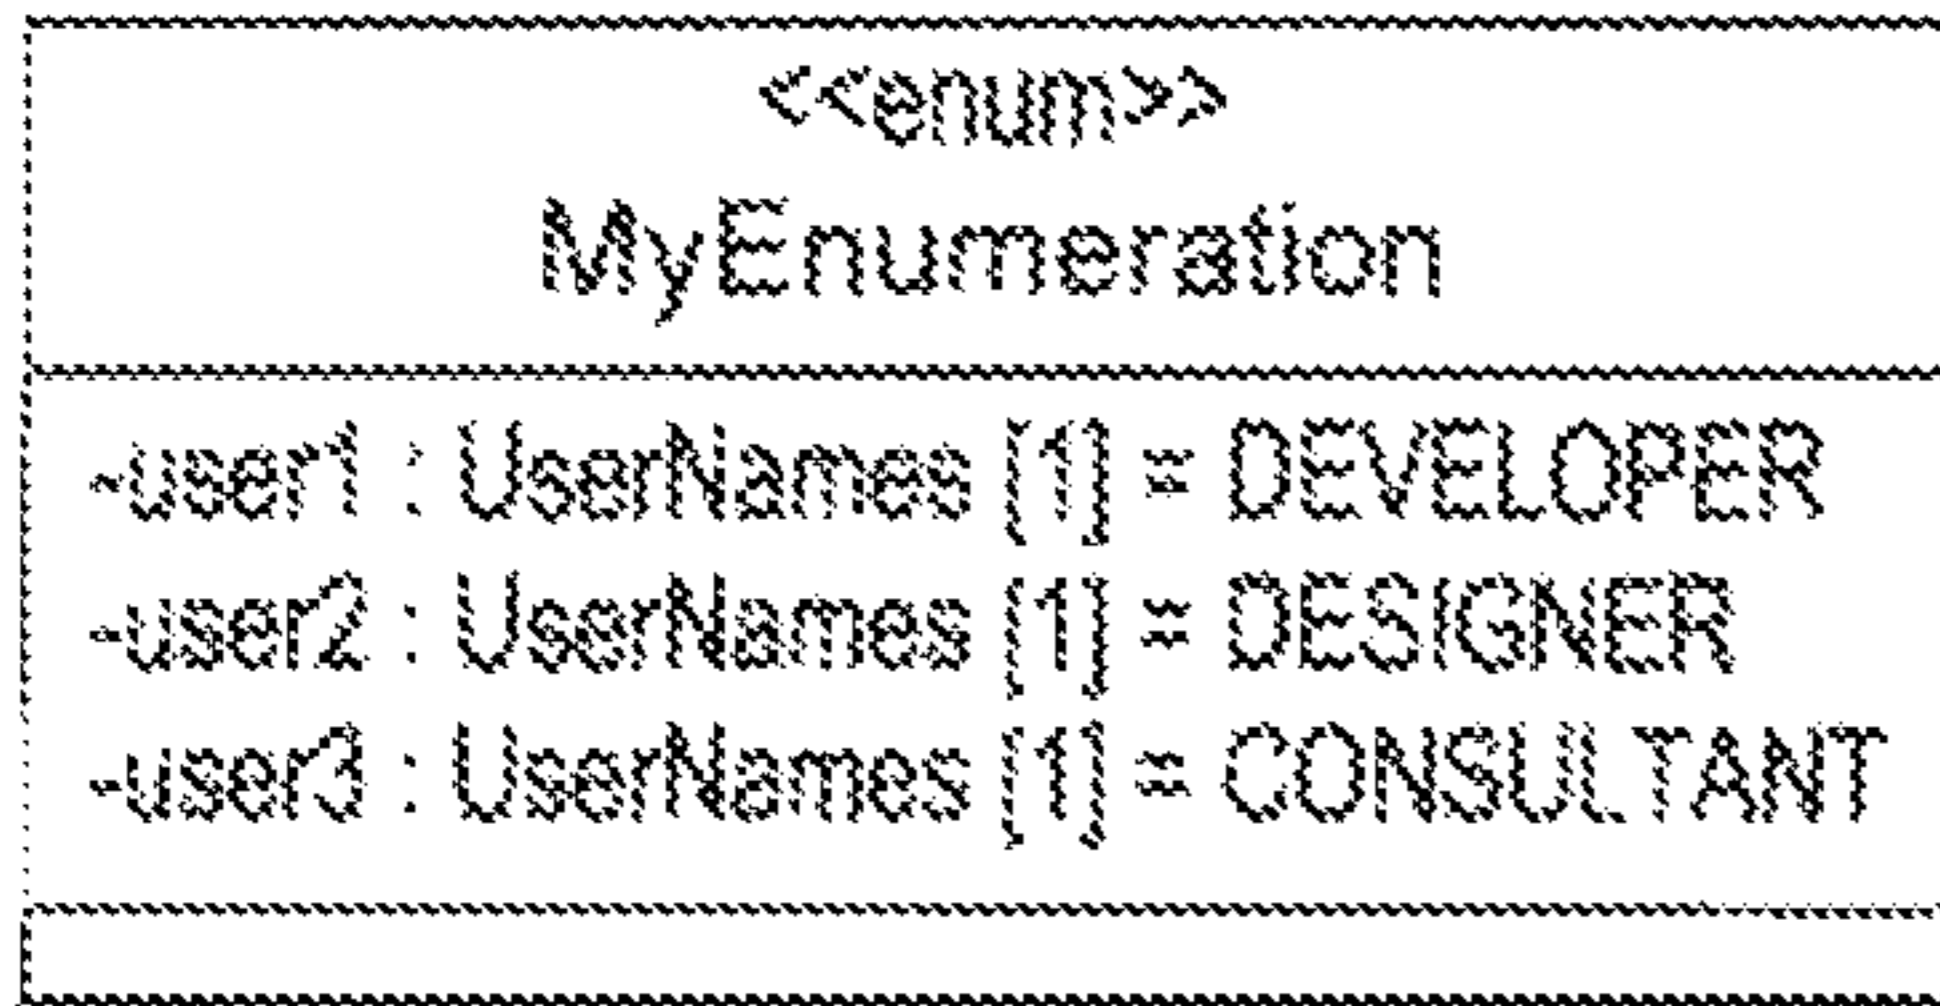 <<enum>>
MyEnumeration
-user1 : UserNames [1] = DEVELOPER
-user2 : UserNames [1] = DESIGNER
-user3 : UserNames [1] = CONSULTANT